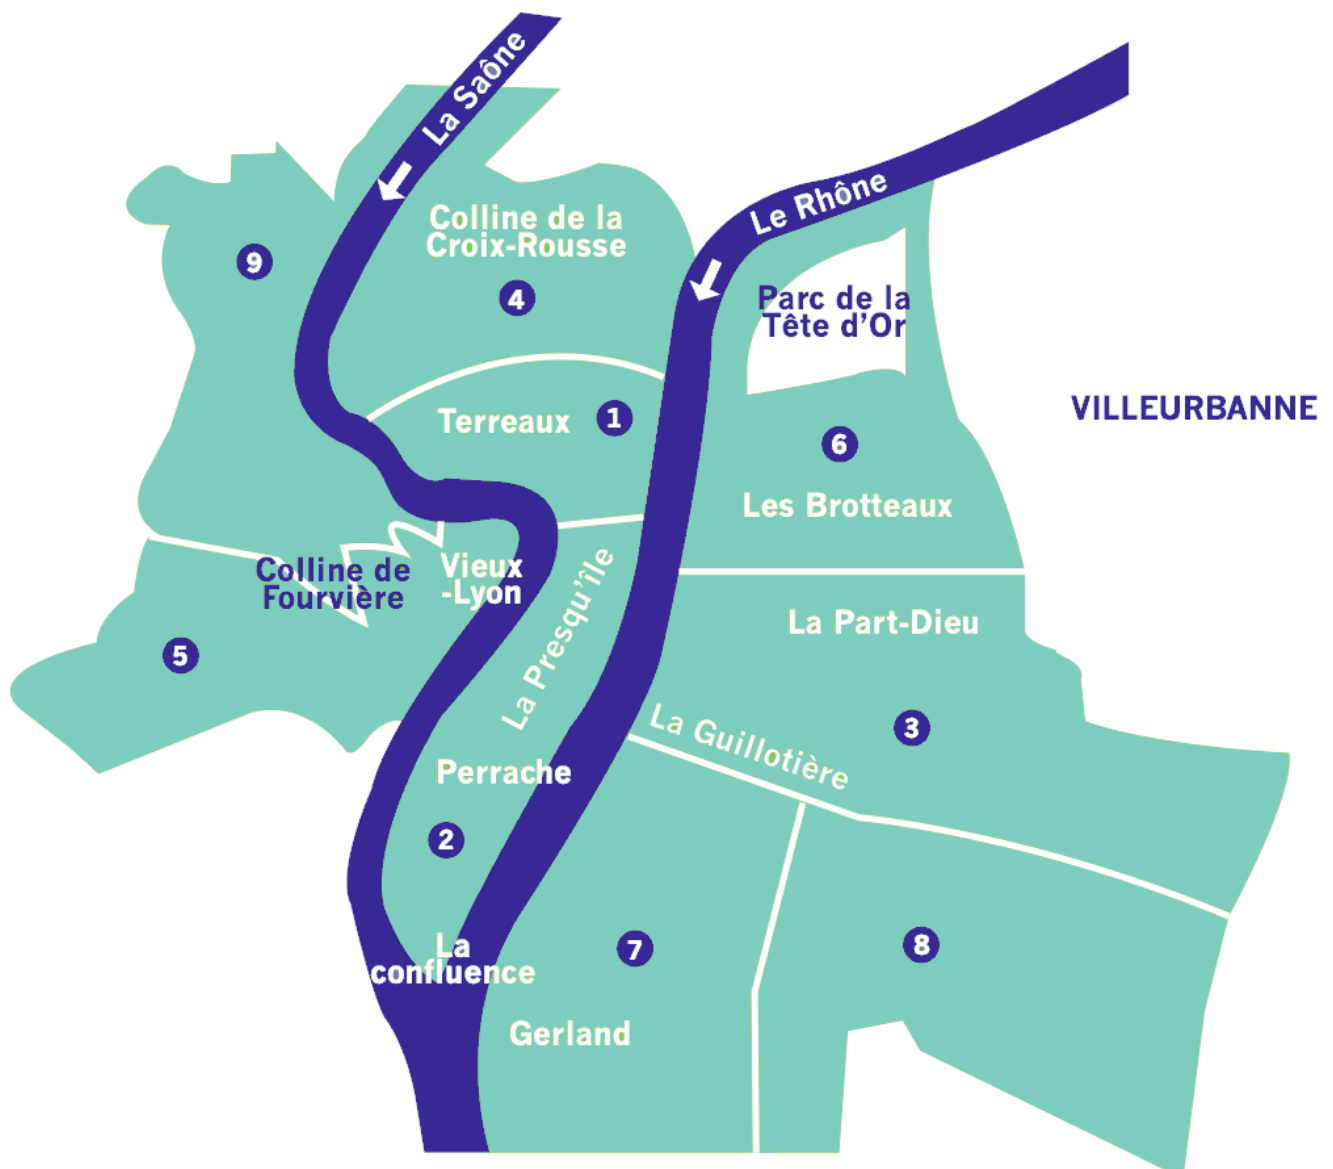 La Saône
Le Rhône
Colline de la
Croix-Rousse
9
4
Parc de la
Tête d’Or
VILLEURBANNE
Terreaux
1
6
Les Brotteaux
Colline de
Fourvière
Vieux
-Lyon
La Presqu’île
La Part-Dieu
5
3
La Guillotière
Perrache
2
La
confluence
7
8
Gerland